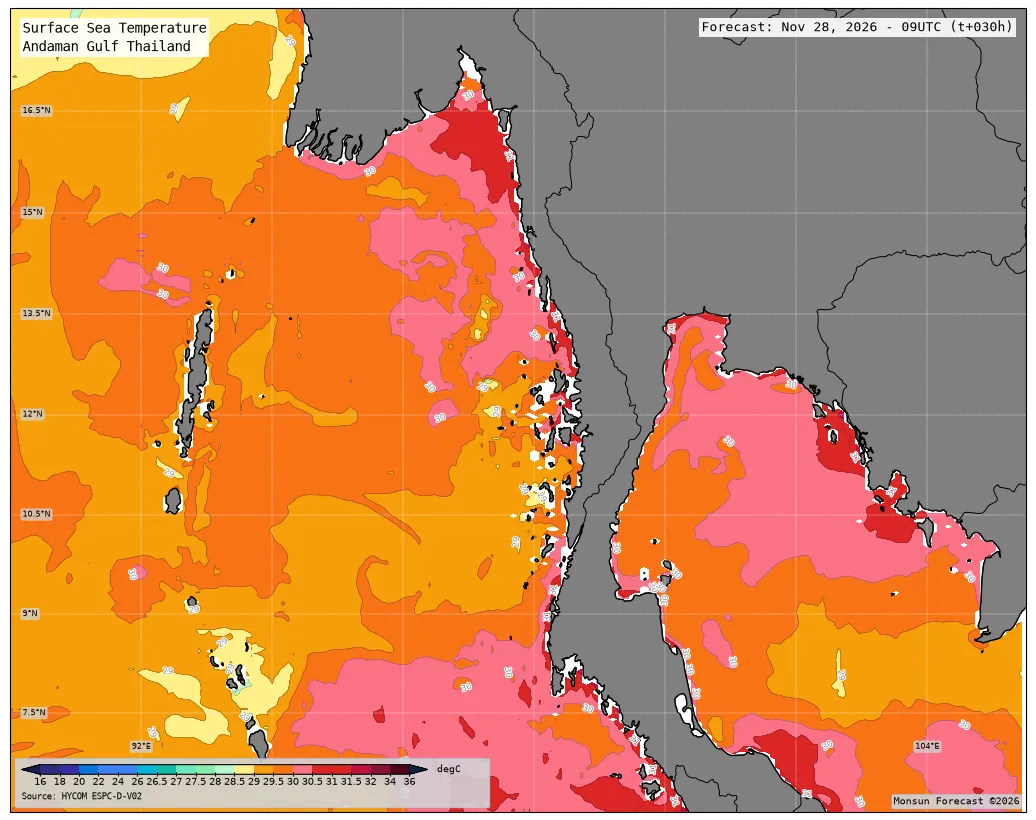 Surface Sea Temperature
Andaman Gulf Thailand
Forecast: Nov 28, 2026 - 09UTC (t+030h)
16.5°N
15°N
13.5°N
12°N
10.5°N
9°N
7.5°N
92°E
104°E
degC
16 18 20 22 24 26 26.5 27 27.5 28 28.5 29 29.5 30 30.5 31 31.5 32 34 36
Source: HYCOM ESPC-D-V02
Monsun Forecast ©2026